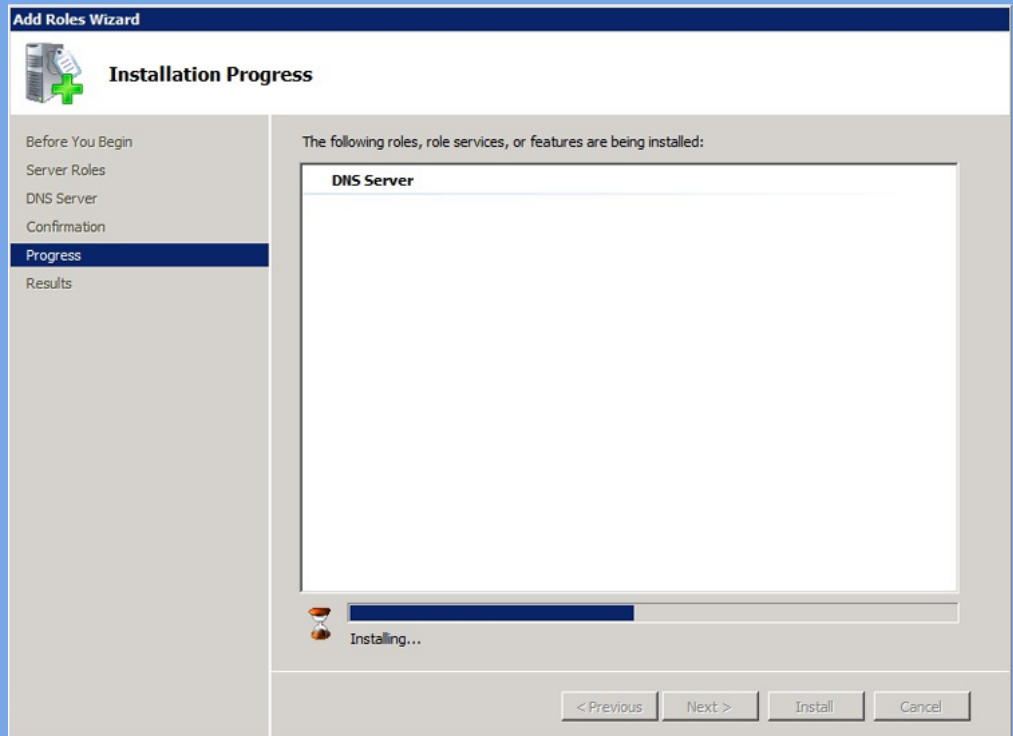 Add Roles Wizard
Installation Progress
Before You Begin
Server Roles
DNS Server
Confirmation
Progress
Results
The following roles, role services, or features are being installed:
DNS Server
Installing...
< Previous
Next >
Install
Cancel